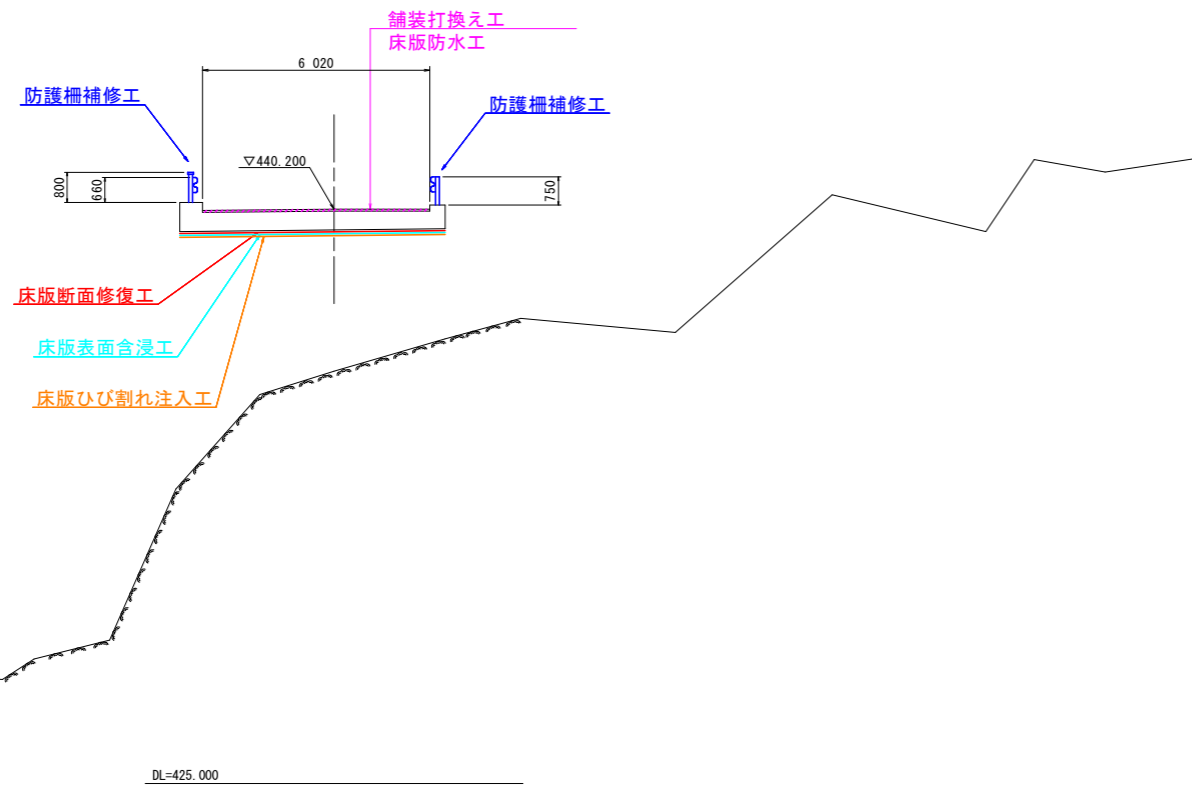 舗装打換え工
床版防水工
6 020
防護柵補修工
防護柵補修工
▽440.200
800
660
750
床版断面修復工
床版表面含浸工
床版ひび割れ注入工
DL=425.000